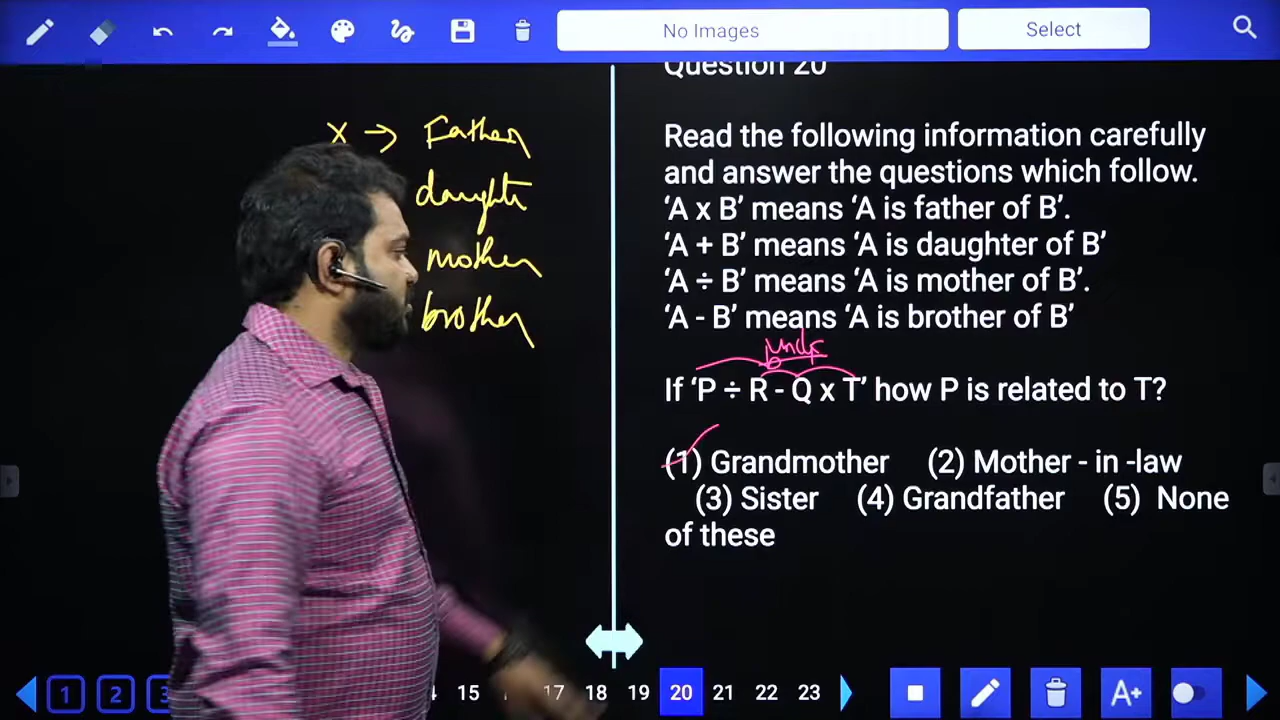 No Images
Select
Question 20
x → Father
daughte
mother
brother
Read the following information carefully
and answer the questions which follow.
‘A x B’ means ‘A is father of B’.
‘A + B’ means ‘A is daughter of B’
‘A ÷ B’ means ‘A is mother of B’.
‘A - B’ means ‘A is brother of B’
If ‘P ÷ R - Q x T’ how P is related to T?
(1) Grandmother (2) Mother - in -law
(3) Sister (4) Grandfather (5) None
of these
1 2 3 15 17 18 19 20 21 22 23
A+